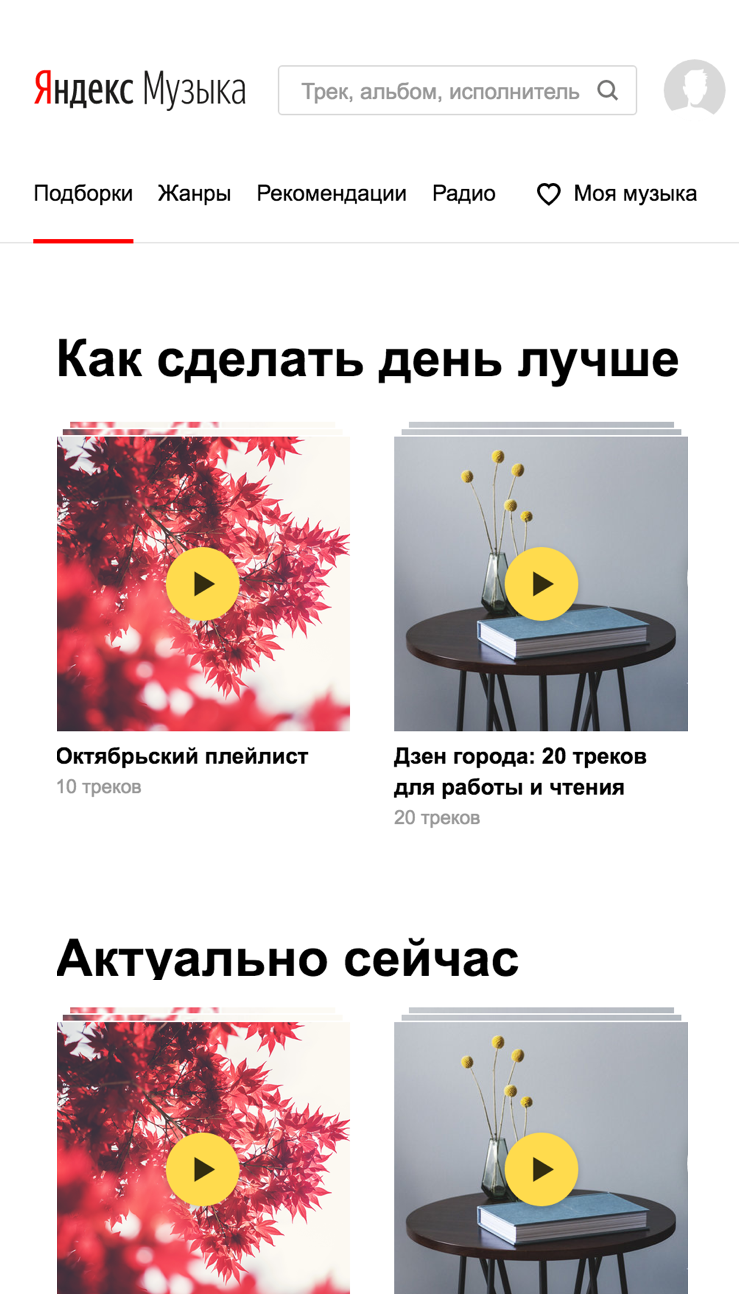 Яндекс Музыка
Трек, альбом, исполнитель
Подборки Жанры Рекомендации Радио Моя музыка
Как сделать день лучше
Октябрьский плейлист
10 треков
Дзен города: 20 треков
для работы и чтения
20 треков
Актуально сейчас